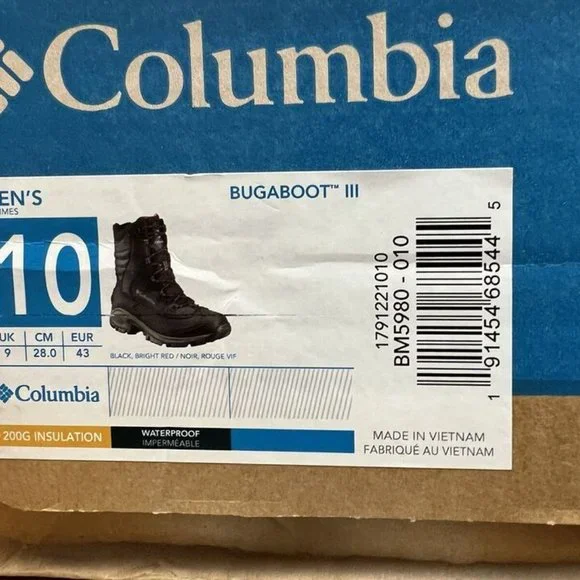 Columbia
EN'S
MES
BUGABOOT™ III
10
UK CM EUR
9 28.0 43
BLACK, BRIGHT RED / NOIR, ROUGE VIF
1791221010
BM5980 - 010
1 91454 68544 5
Columbia
200G INSULATION
WATERPROOF
IMPERMÉABLE
MADE IN VIETNAM
FABRIQUÉ AU VIETNAM